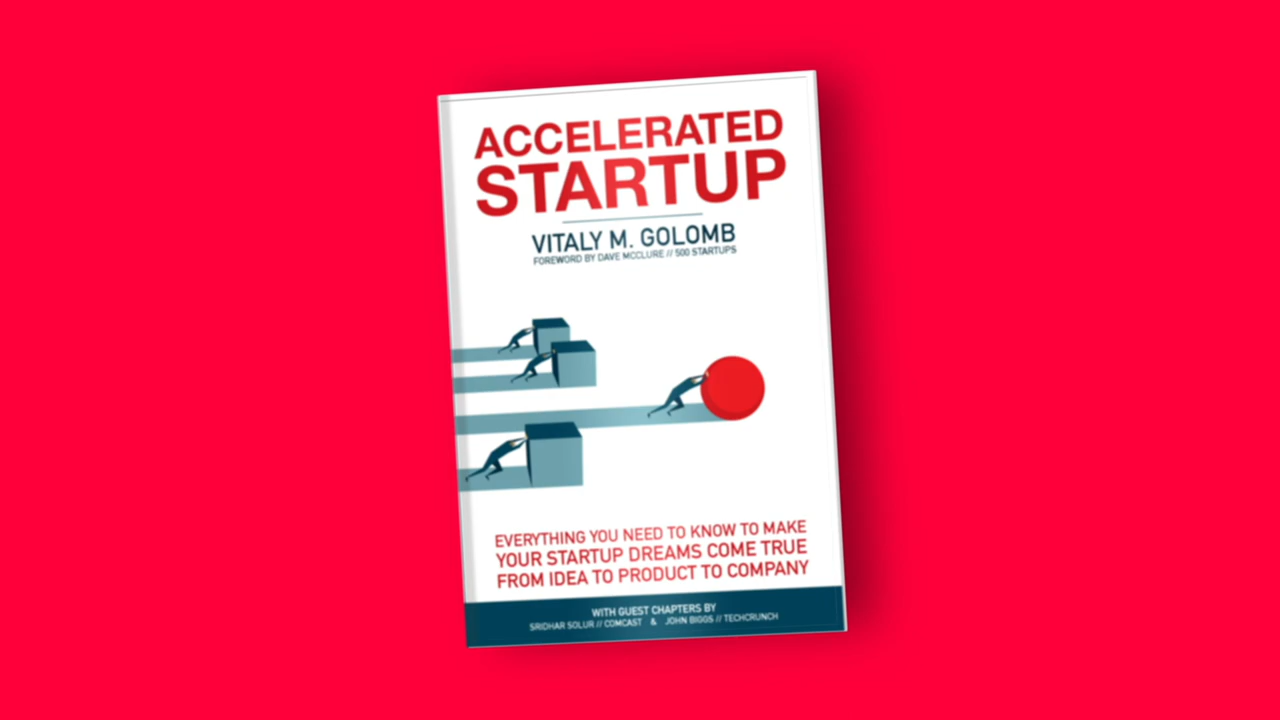 ACCELERATED
STARTUP
VITALY M. GOLOMB
FOREWORD BY DAVE MCCLURE // 500 STARTUPS
EVERYTHING YOU NEED TO KNOW TO MAKE
YOUR STARTUP DREAMS COME TRUE
FROM IDEA TO PRODUCT TO COMPANY
WITH GUEST CHAPTERS BY
SRIDHAR SOLUR // COMCAST & JOHN BIGGS // TECHCRUNCH